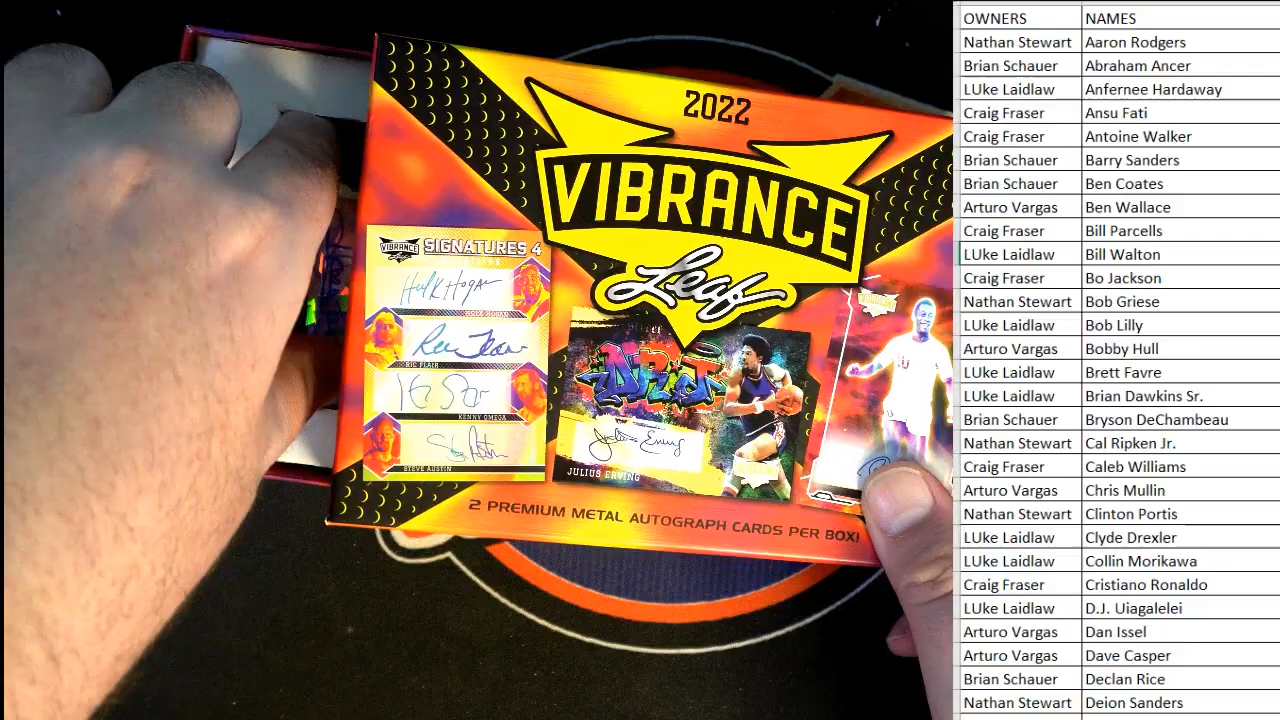 2022
VIBRANCE
Leaf
VIBRANCE
Leaf
SIGNATURES 4
Hulk Hogan
HULK HOGAN
RIC FLAIR
KENNY OMEGA
STEVE AUSTIN
DR.J
Julius Erving
JULIUS ERVING
2 PREMIUM METAL AUTOGRAPH CARDS PER BOX!
OWNERS NAMES
Nathan Stewart Aaron Rodgers
Brian Schauer Abraham Ancer
LUke Laidlaw Anfernee Hardaway
Craig Fraser Ansu Fati
Craig Fraser Antoine Walker
Brian Schauer Barry Sanders
Brian Schauer Ben Coates
Arturo Vargas Ben Wallace
Craig Fraser Bill Parcells
LUke Laidlaw Bill Walton
Craig Fraser Bo Jackson
Nathan Stewart Bob Griese
LUke Laidlaw Bob Lilly
Arturo Vargas Bobby Hull
LUke Laidlaw Brett Favre
LUke Laidlaw Brian Dawkins Sr.
Brian Schauer Bryson DeChambeau
Nathan Stewart Cal Ripken Jr.
Craig Fraser Caleb Williams
Arturo Vargas Chris Mullin
Nathan Stewart Clinton Portis
LUke Laidlaw Clyde Drexler
LUke Laidlaw Collin Morikawa
Craig Fraser Cristiano Ronaldo
LUke Laidlaw D.J. Uiagalelei
Arturo Vargas Dan Issel
Arturo Vargas Dave Casper
Brian Schauer Declan Rice
Nathan Stewart Deion Sanders